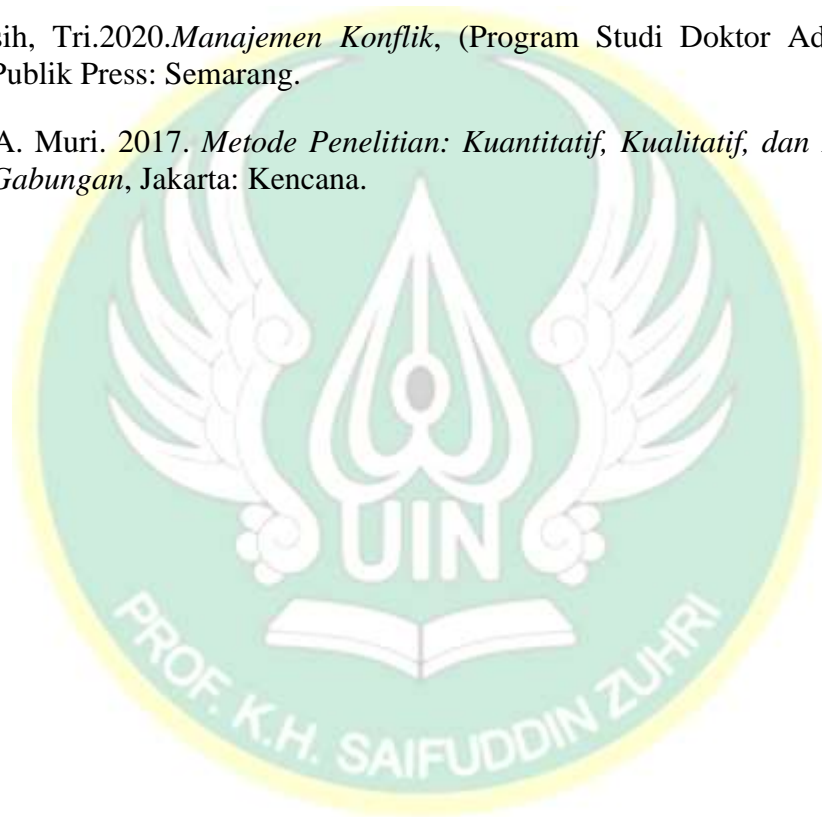 sih, Tri.2020.Manajemen Konflik, (Program Studi Doktor Ad
Publik Press: Semarang.
A. Muri. 2017. Metode Penelitian: Kuantitatif, Kualitatif, dan
Gabungan, Jakarta: Kencana.
UIN
PROF. K.H. SAIFUDDIN ZUHRI